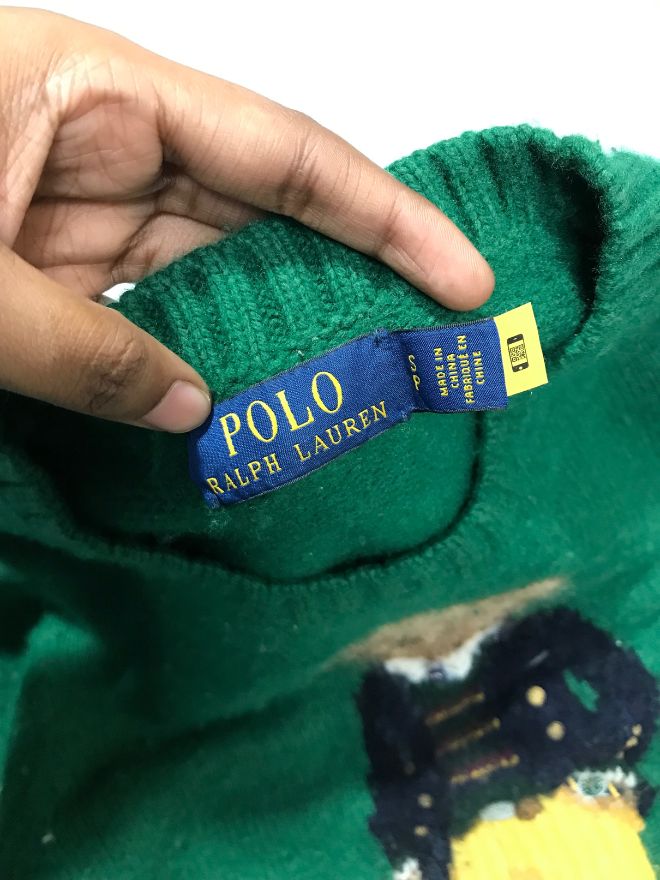 POLO
RALPH LAUREN
S
P
MADE IN
CHINA
FABRIQUÉ EN
CHINE